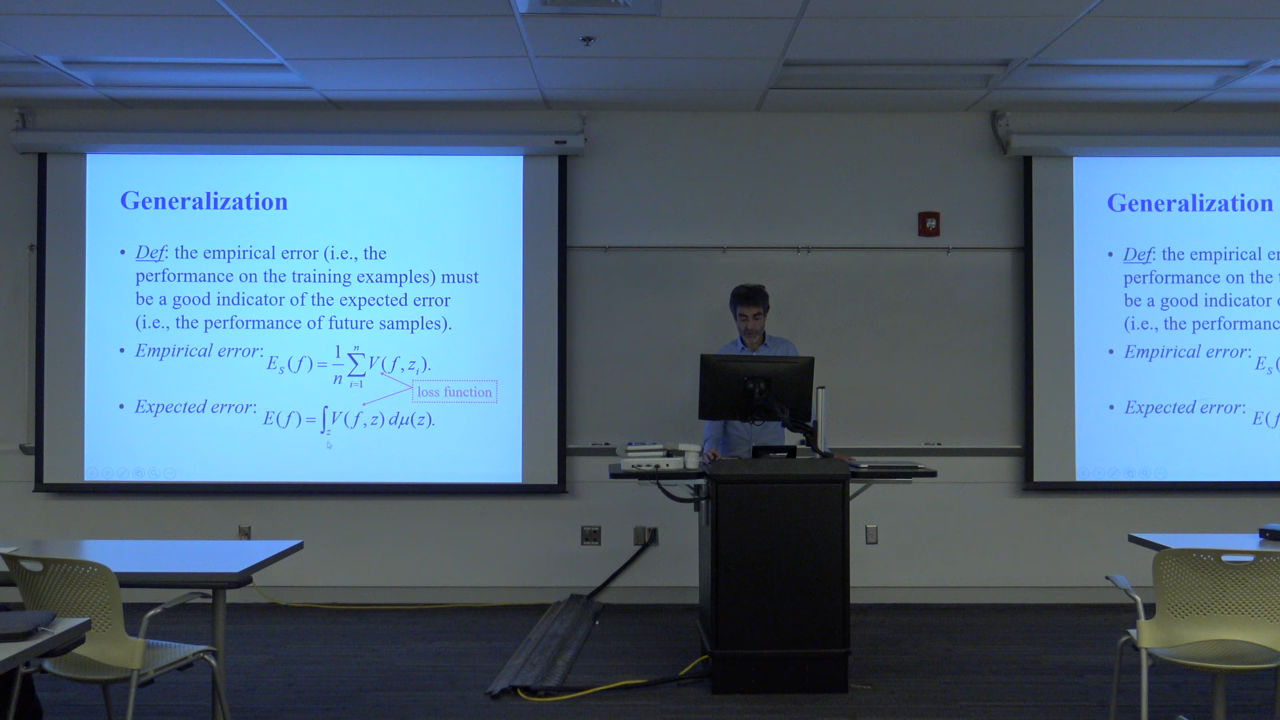 Generalization
• Def: the empirical error (i.e., the
performance on the training examples) must
be a good indicator of the expected error
(i.e., the performance of future samples).
• Empirical error: E_S(f) = 1/n ∑_{i=1}^{n} V(f, z_i).
loss function
• Expected error: E(f) = ∫_z V(f, z) dμ(z).
Generalization
• Def: the empirical e
performance on the t
be a good indicator o
(i.e., the performanc
• Empirical error: E_s(
• Expected error: E(f